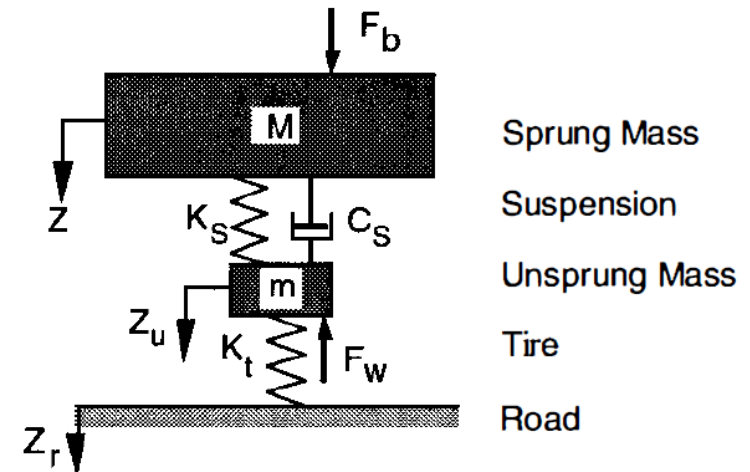 F_b
M
Sprung Mass
Z
K_S
C_S
Suspension
m
Unsprung Mass
Z_u
K_t
F_w
Tire
Z_r
Road